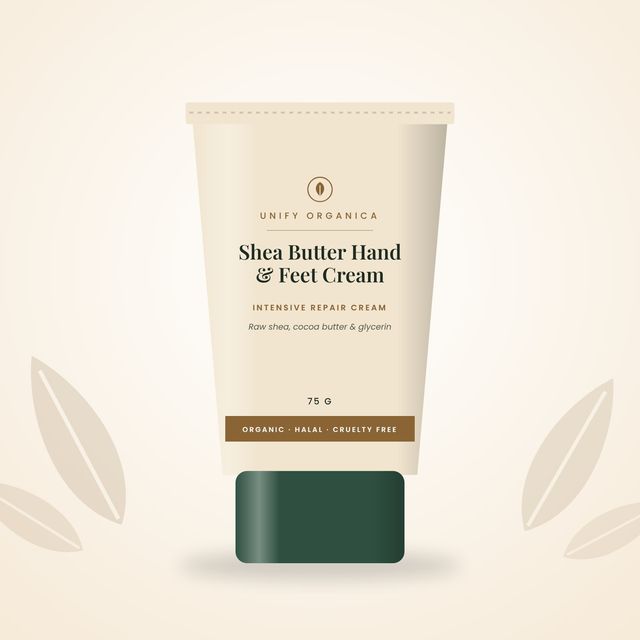 UNIFY ORGANICA
Shea Butter Hand
& Feet Cream
INTENSIVE REPAIR CREAM
Raw shea, cocoa butter & glycerin
75 G
ORGANIC · HALAL · CRUELTY FREE